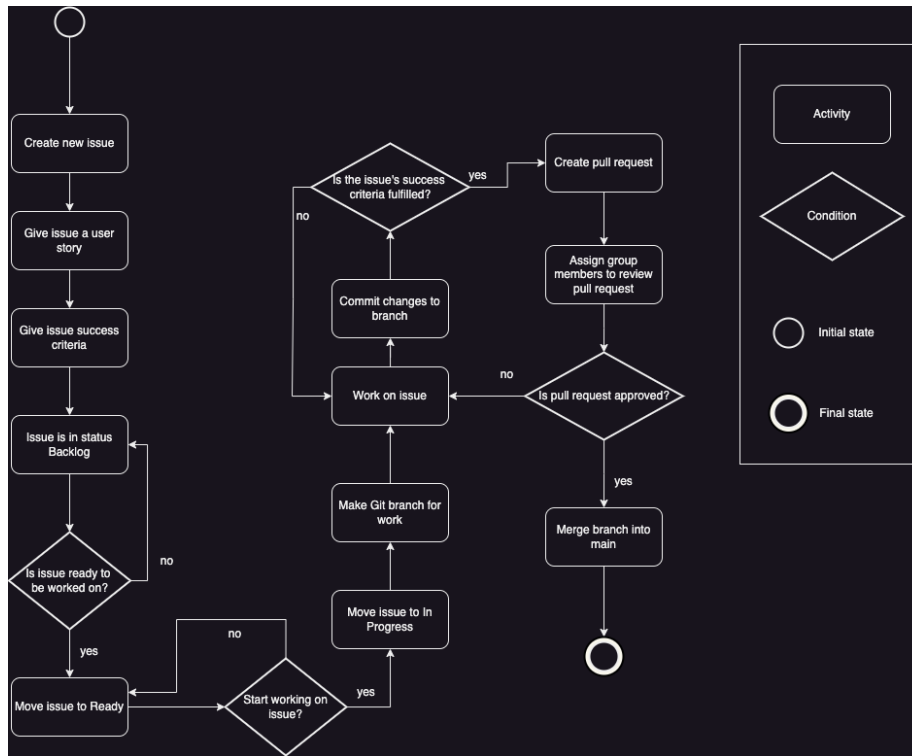 Create new issue
Give issue a user
story
Give issue success
criteria
Issue is in status
Backlog
Is issue ready to
be worked on?
no
yes
Move issue to Ready
no
Start working on
issue?
yes
Move issue to In
Progress
Make Git branch for
work
Work on issue
Commit changes to
branch
Is the issue's success
criteria fulfilled?
no
yes
Create pull request
Assign group
members to review
pull request
Is pull request approved?
no
yes
Merge branch into
main
Activity
Condition
Initial state
Final state